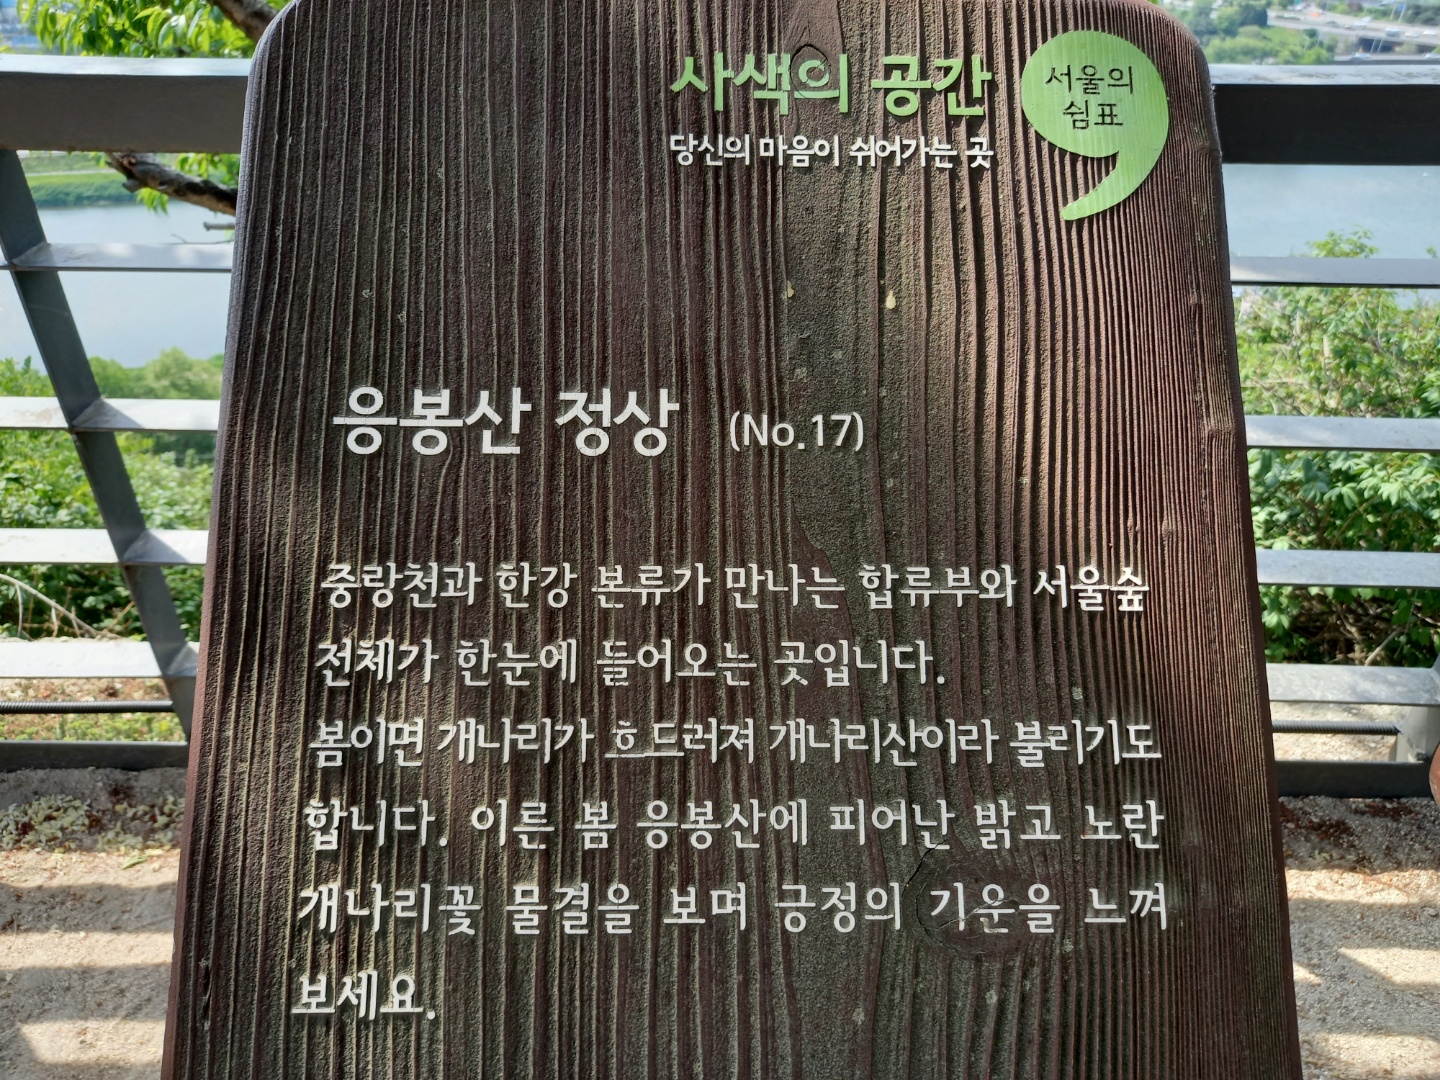 사색의 공간
당신의 마음이 쉬어가는 곳
서울의
쉼표
응봉산 정상 (No.17)
중랑천과 한강 본류가 만나는 합류부와 서울숲
전체가 한눈에 들어오는 곳입니다.
봄이면 개나리가 흐드러져 개나리산이라 불리기도
합니다. 이른 봄 응봉산에 피어난 밝고 노란
개나리꽃 물결을 보며 긍정의 기운을 느껴
보세요.